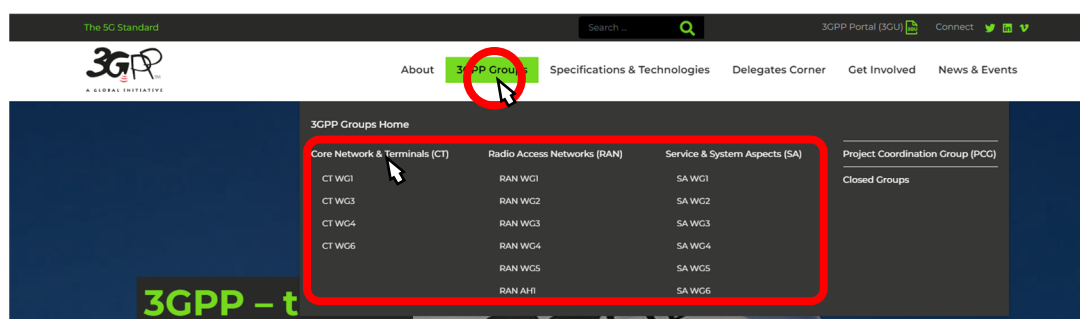 The 5G Standard
Search ...
3GPP Portal (3GU)
Connect
3GPP
TM
A GLOBAL INITIATIVE
About
3GPP Groups
Specifications & Technologies
Delegates Corner
Get Involved
News & Events
3GPP Groups Home
Core Network & Terminals (CT)
Radio Access Networks (RAN)
Service & System Aspects (SA)
Project Coordination Group (PCG)
CT WG1
RAN WG1
SA WG1
Closed Groups
CT WG3
RAN WG2
SA WG2
CT WG4
RAN WG3
SA WG3
CT WG6
RAN WG4
SA WG4
RAN WG5
SA WG5
RAN AH1
SA WG6
3GPP – t